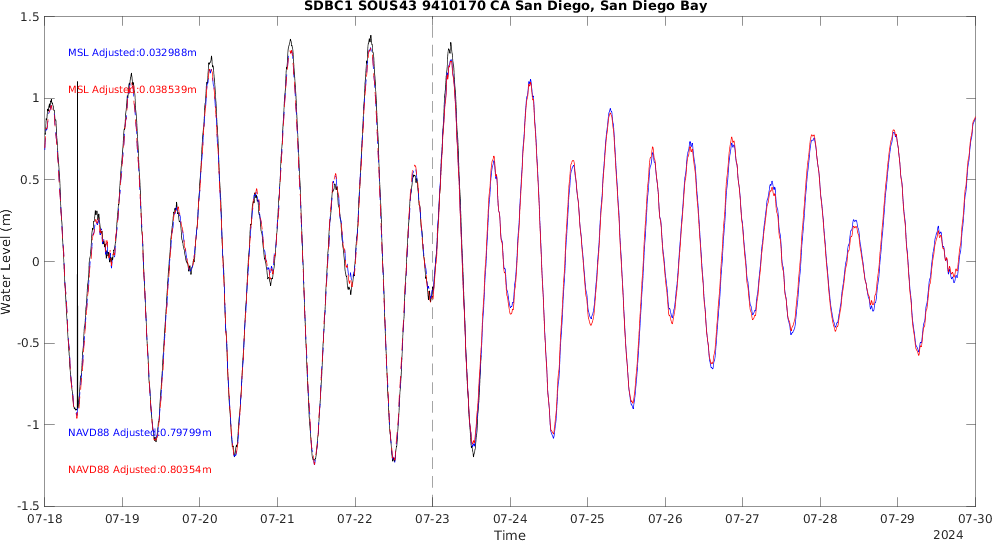 SDBC1 SOUS43 9410170 CA San Diego, San Diego Bay
1.5
MSL Adjusted:0.032988m
1
MSL Adjusted:0.038539m
0.5
0
Water Level (m)
-0.5
-1
NAVD88 Adjusted:0.79799m
NAVD88 Adjusted:0.80354m
-1.5
07-18 07-19 07-20 07-21 07-22 07-23 07-24 07-25 07-26 07-27 07-28 07-29 07-30
Time
2024